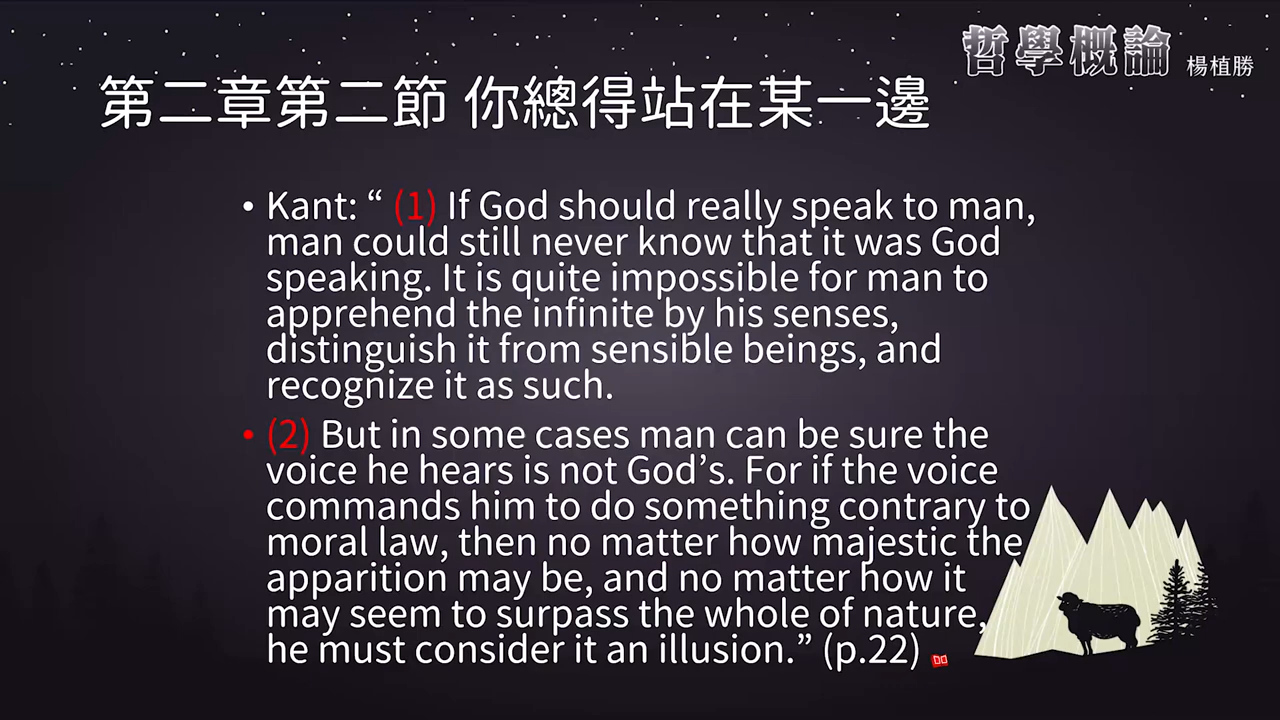 哲學概論 楊植勝
第二章第二節 你總得站在某一邊
• Kant: “ (1) If God should really speak to man,
man could still never know that it was God
speaking. It is quite impossible for man to
apprehend the infinite by his senses,
distinguish it from sensible beings, and
recognize it as such.
• (2) But in some cases man can be sure the
voice he hears is not God’s. For if the voice
commands him to do something contrary to
moral law, then no matter how majestic the
apparition may be, and no matter how it
may seem to surpass the whole of nature,
he must consider it an illusion.” (p.22)